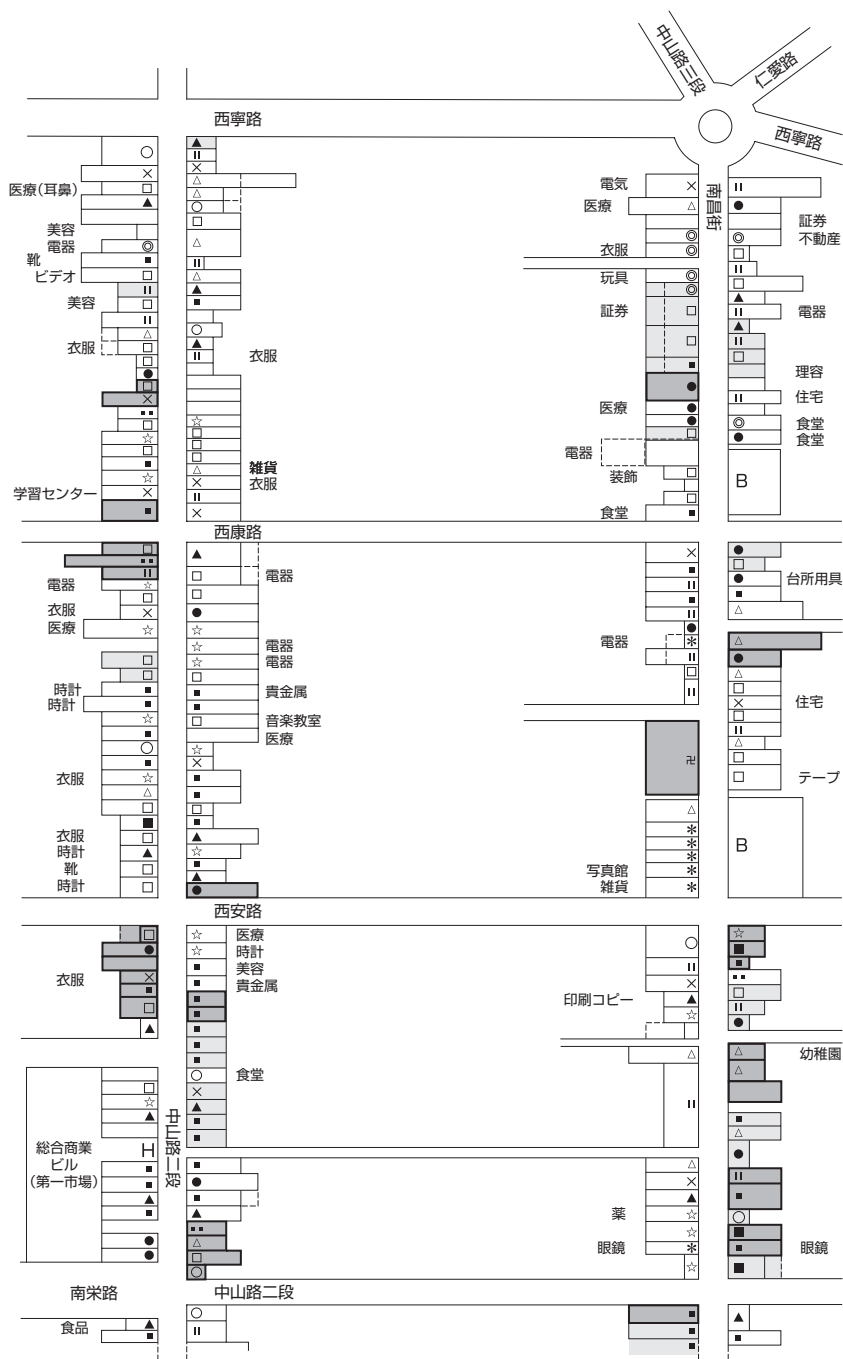 中山路三段
仁愛路
西寧路
西寧路
南昌街
医療(耳鼻)
美容
電器
靴
ビデオ
美容
衣服
学習センター
衣服
雑貨
衣服
電気
医療
衣服
玩具
証券
医療
電器
装飾
食堂
証券
不動産
電器
理容
住宅
食堂
食堂
B
西康路
電器
衣服
医療
時計
時計
衣服
衣服
時計
靴
時計
電器
電器
電器
貴金属
音楽教室
医療
電器
卍
写真館
雑貨
台所用具
住宅
テープ
B
西安路
衣服
医療
時計
美容
貴金属
食堂
印刷コピー
幼稚園
総合商業
ビル
(第一市場)
H
中山路二段
薬
眼鏡
眼鏡
南栄路
中山路二段
食品